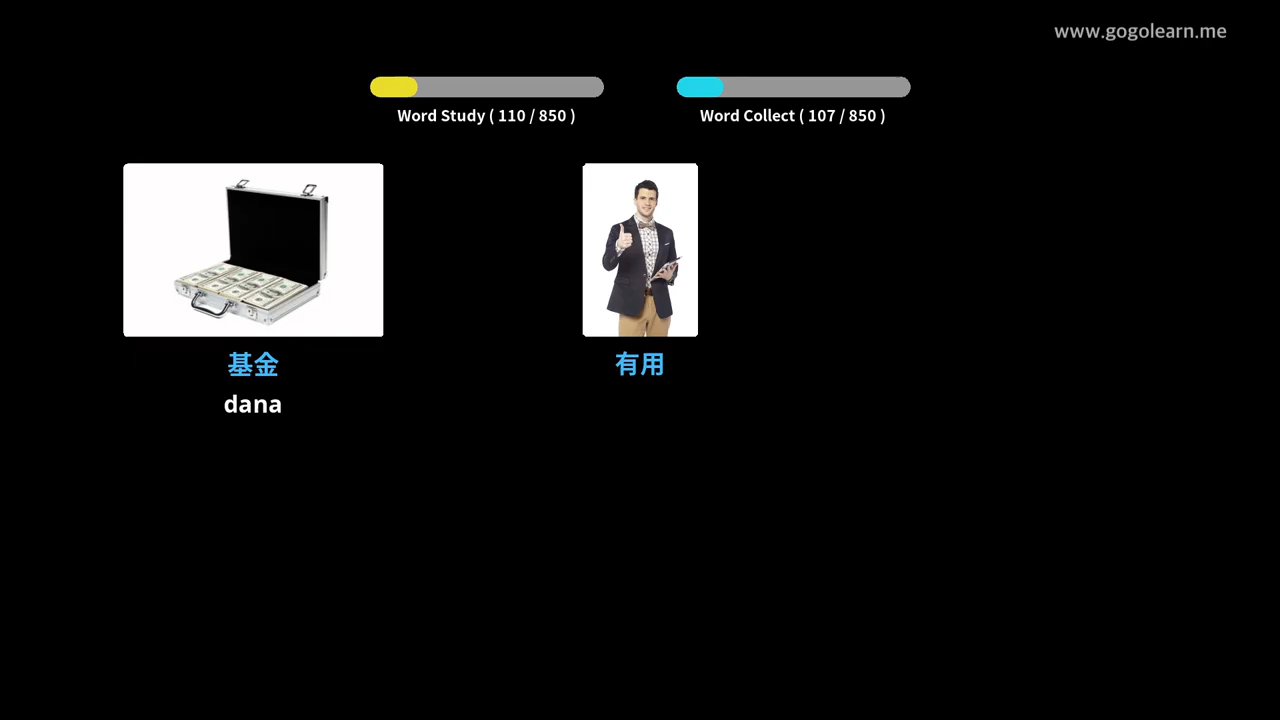 www.gogolearn.me
Word Study ( 110 / 850 )
Word Collect ( 107 / 850 )
基金
dana
有用